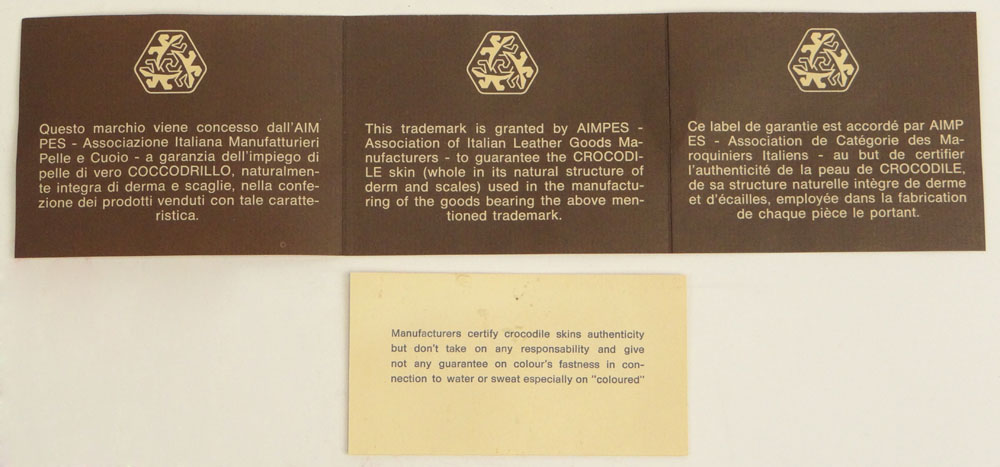 Questo marchio viene concesso dall'AIM
PES - Associazione Italiana Manufatturieri
Pelle e Cuoio - a garanzia dell'impiego di
pelle di vero COCCODRILLO, naturalmen-
te integra di derma e scaglie, nella confe-
zione dei prodotti venduti con tale caratte-
ristica.
This trademark is granted by AIMPES -
Association of Italian Leather Goods Ma-
nufacturers - to guarantee the CROCODI-
LE skin (whole in its natural structure of
derm and scales) used in the manufactu-
ring of the goods bearing the above men-
tioned trademark.
Ce label de garantie est accordé par AIMP
ES - Association de Catégorie des Ma-
roquiniers Italiens - au but de certifier
l'authenticité de la peau de CROCODILE,
de sa structure naturelle intègre de derme
et d'écailles, employée dans la fabrication
de chaque pièce le portant.
Manufacturers certify crocodile skins authenticity
but don't take on any responsability and give
not any guarantee on colour's fastness in con-
nection to water or sweat especially on "coloured"